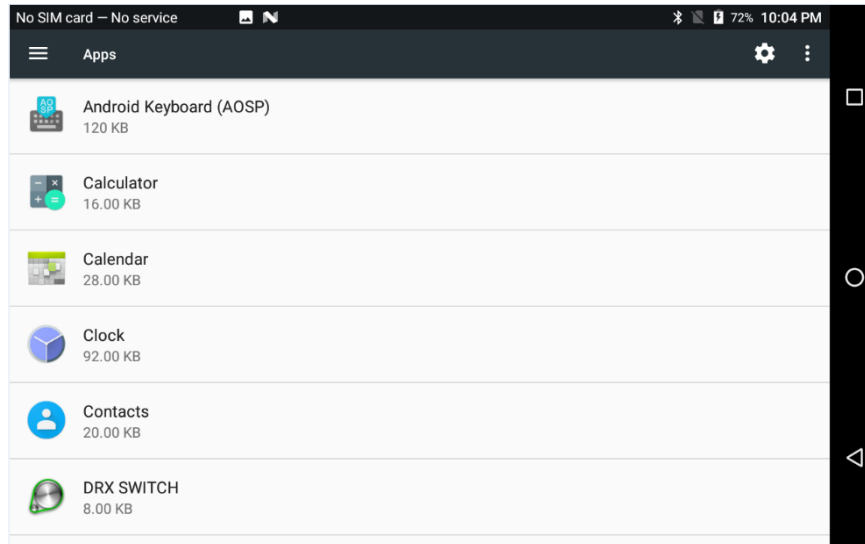 No SIM card — No service 72% 10:04 PM
Apps
Android Keyboard (AOSP)
120 KB
Calculator
16.00 KB
Calendar
28.00 KB
Clock
92.00 KB
Contacts
20.00 KB
DRX SWITCH
8.00 KB